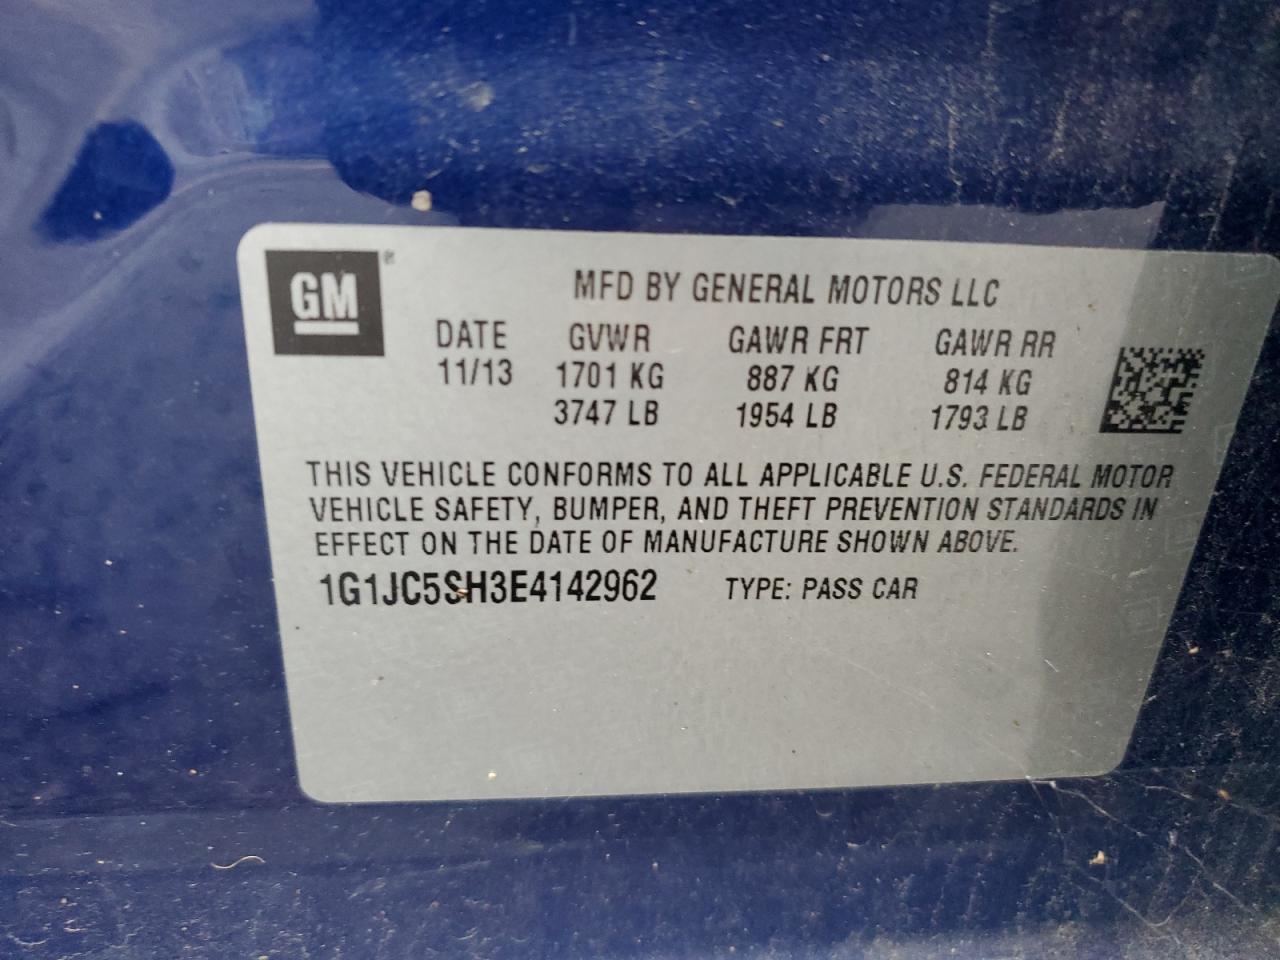 GM®
MFD BY GENERAL MOTORS LLC
DATE GVWR GAWR FRT GAWR RR
11/13 1701 KG 887 KG 814 KG
3747 LB 1954 LB 1793 LB
THIS VEHICLE CONFORMS TO ALL APPLICABLE U.S. FEDERAL MOTOR
VEHICLE SAFETY, BUMPER, AND THEFT PREVENTION STANDARDS IN
EFFECT ON THE DATE OF MANUFACTURE SHOWN ABOVE.
1G1JC5SH3E4142962 TYPE: PASS CAR